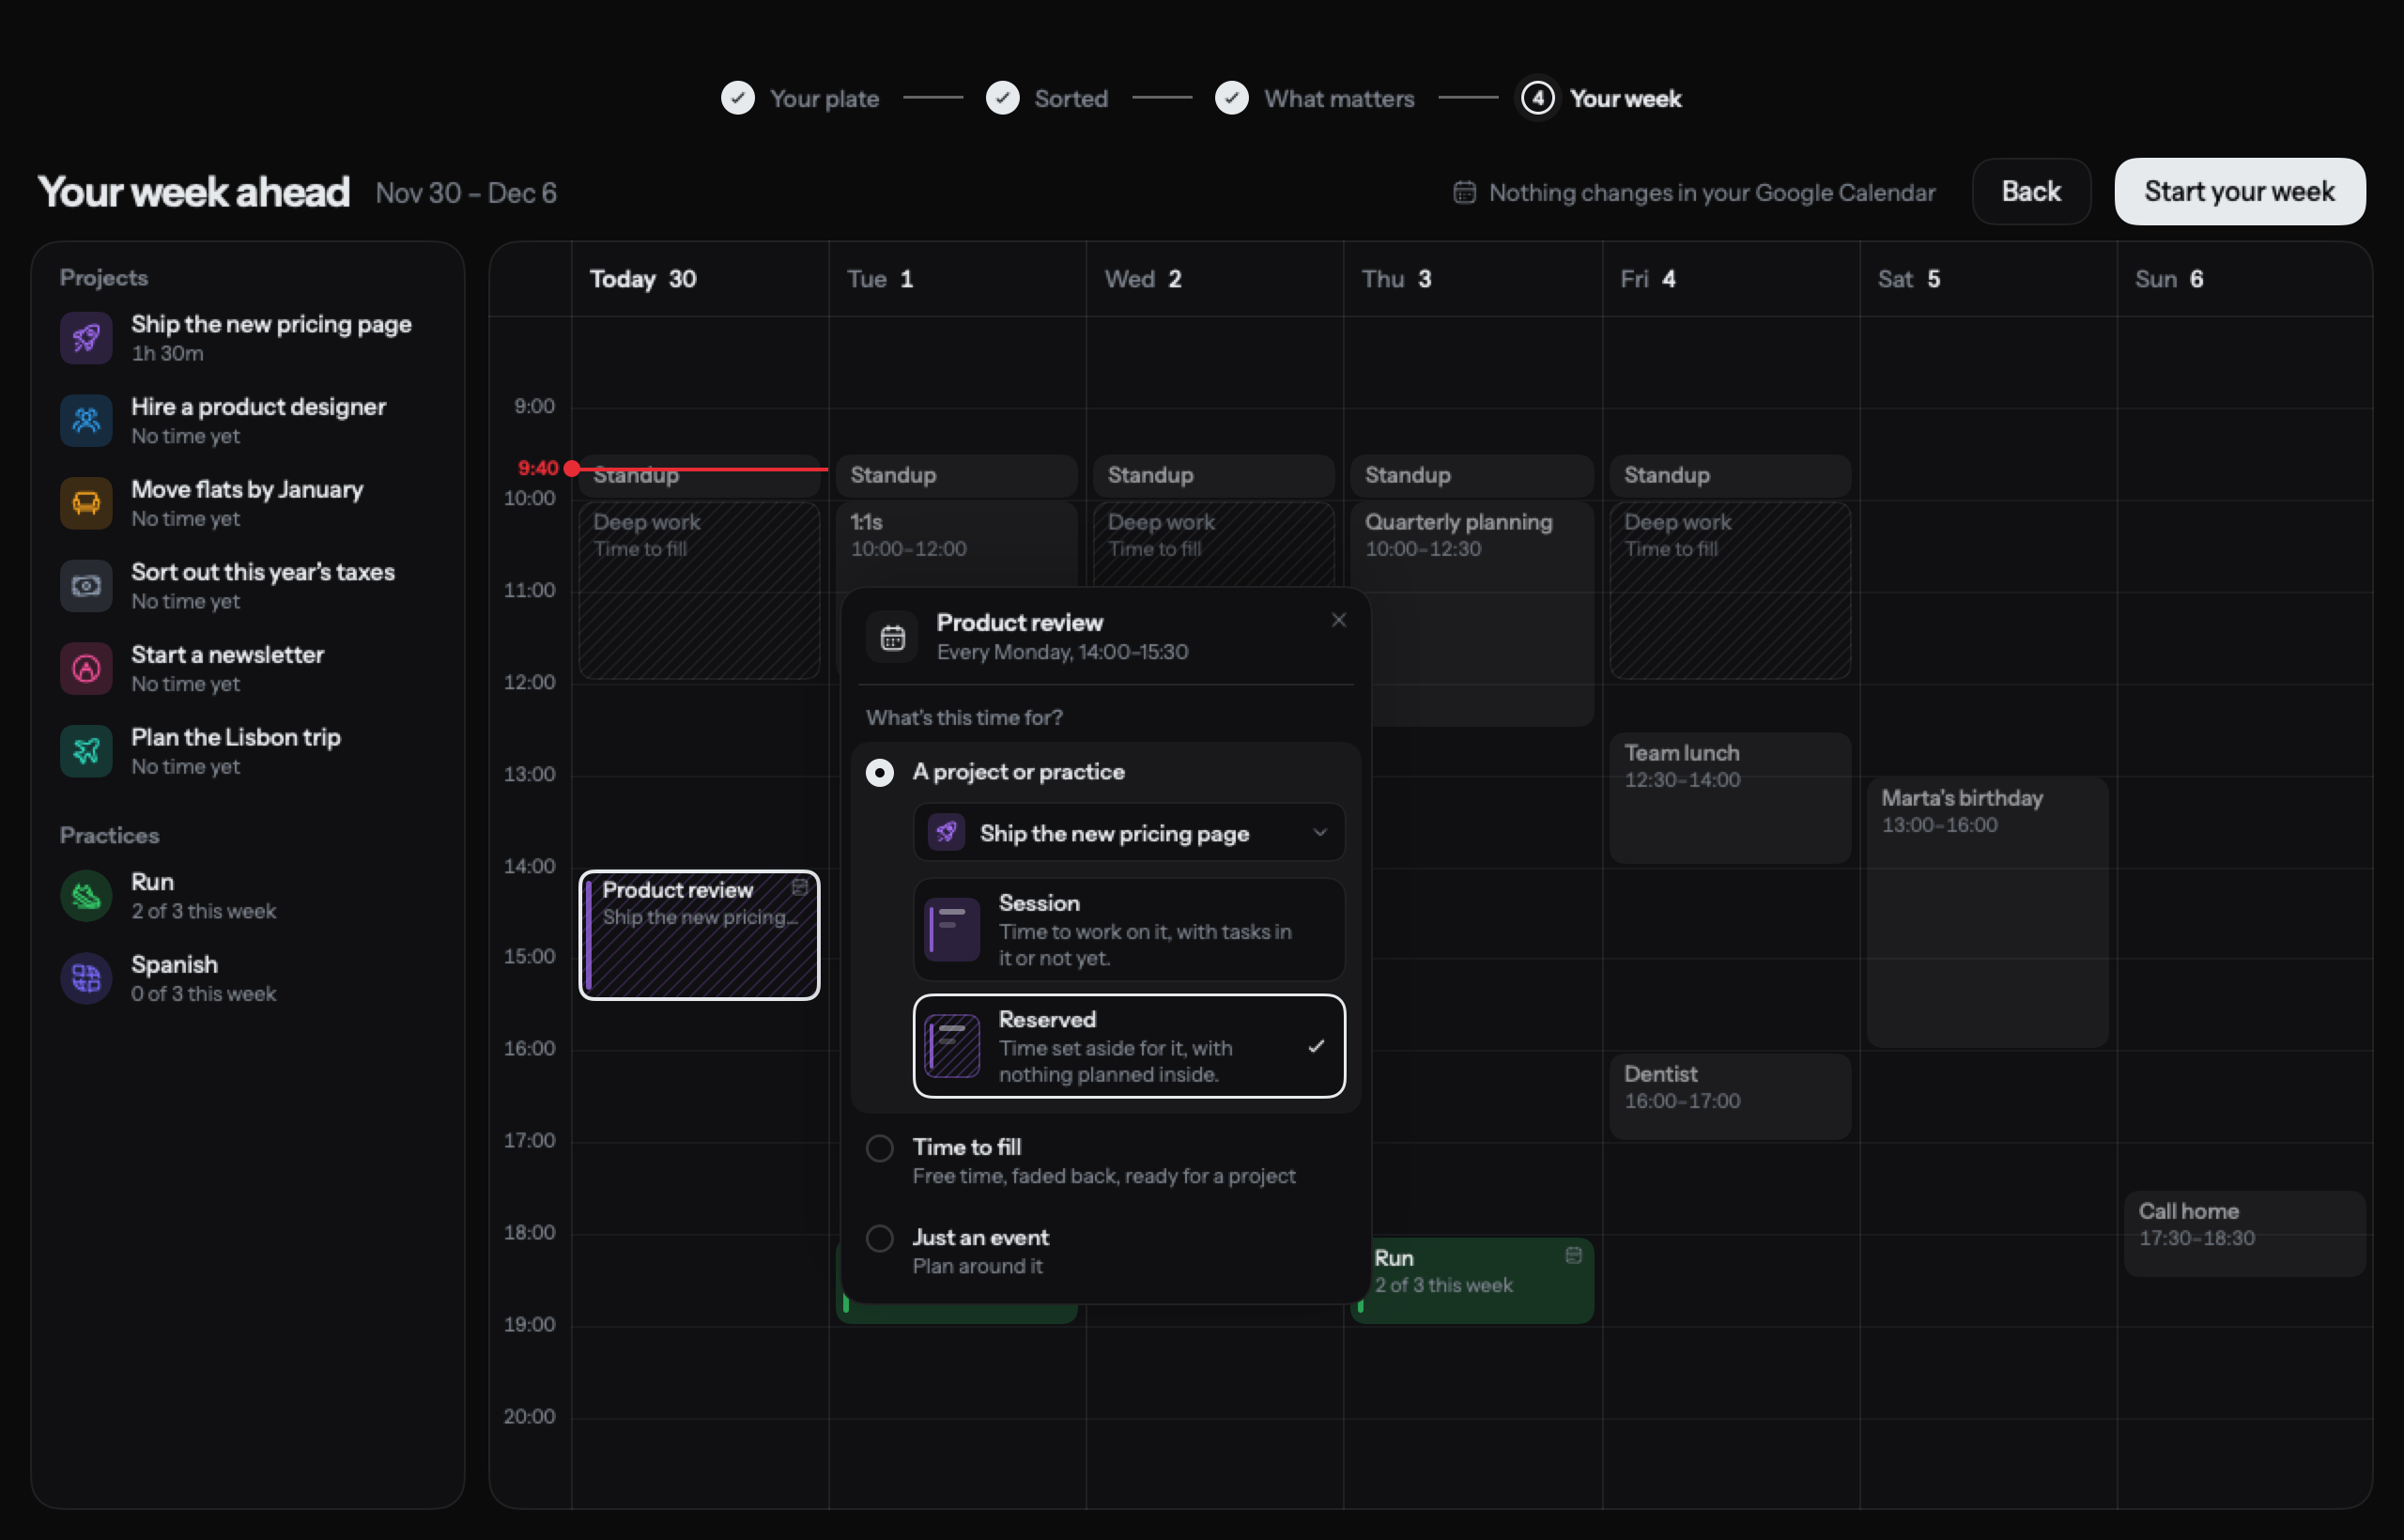 Your plate
Sorted
What matters
4
Your week
Your week ahead
Nov 30 – Dec 6
Nothing changes in your Google Calendar
Back
Start your week
Projects
Ship the new pricing page
1h 30m
Hire a product designer
No time yet
Move flats by January
No time yet
Sort out this year's taxes
No time yet
Start a newsletter
No time yet
Plan the Lisbon trip
No time yet
Practices
Run
2 of 3 this week
Spanish
0 of 3 this week
Today 30
Tue 1
Wed 2
Thu 3
Fri 4
Sat 5
Sun 6
9:00
9:40
10:00
11:00
12:00
13:00
14:00
15:00
16:00
17:00
18:00
19:00
20:00
Standup
Deep work
Time to fill
Product review
Ship the new pricing...
Standup
1:1s
10:00–12:00
Standup
Deep work
Time to fill
Standup
Quarterly planning
10:00–12:30
Run
2 of 3 this week
Standup
Deep work
Time to fill
Team lunch
12:30–14:00
Dentist
16:00–17:00
Marta's birthday
13:00–16:00
Call home
17:30–18:30
Product review
Every Monday, 14:00–15:30
What's this time for?
A project or practice
Ship the new pricing page
Session
Time to work on it, with tasks in
it or not yet.
Reserved
Time set aside for it, with
nothing planned inside.
Time to fill
Free time, faded back, ready for a project
Just an event
Plan around it